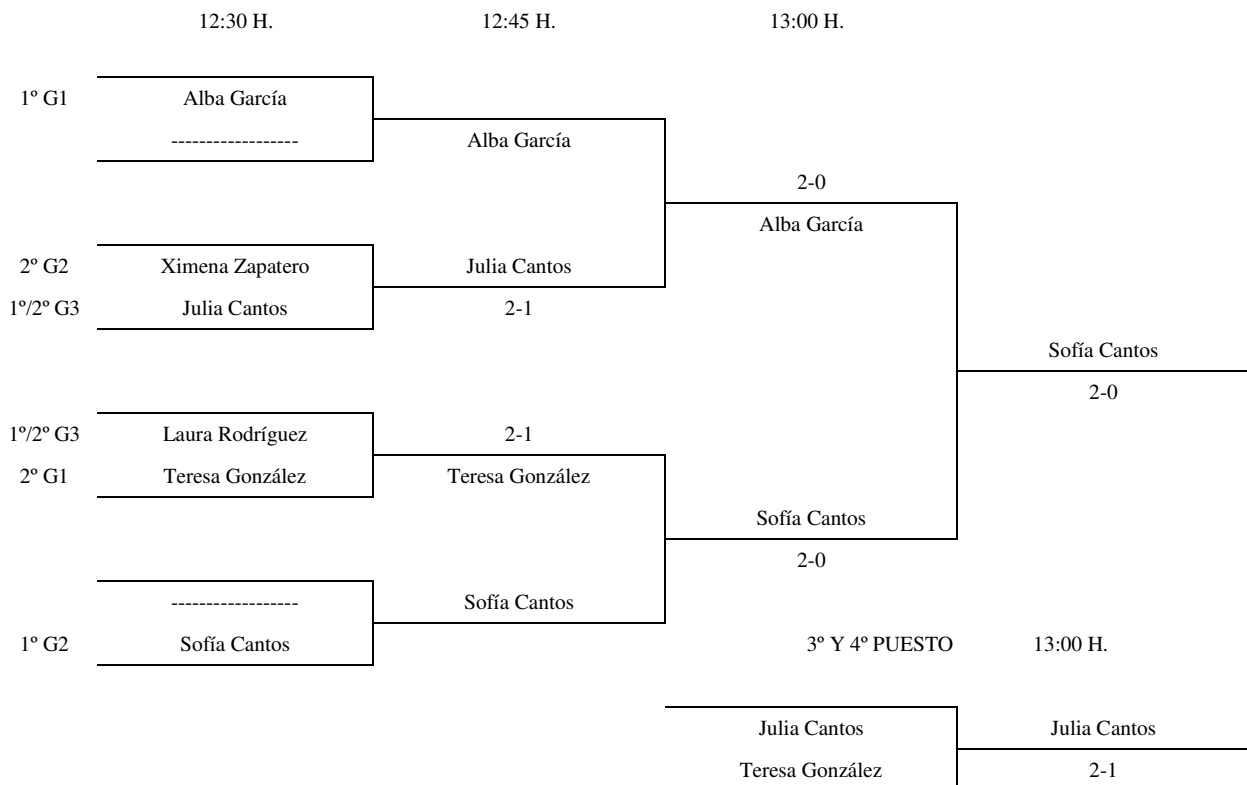 12:30 H. 12:45 H. 13:00 H.
1º G1 Alba García
------------------ Alba García
2-0
Alba García
2º G2 Ximena Zapatero Julia Cantos
1º/2º G3 Julia Cantos 2-1
Sofía Cantos
2-0
1º/2º G3 Laura Rodríguez 2-1
2º G1 Teresa González Teresa González
Sofía Cantos
2-0
------------------ Sofía Cantos
1º G2 Sofía Cantos 3º Y 4º PUESTO 13:00 H.
Julia Cantos Julia Cantos
Teresa González 2-1